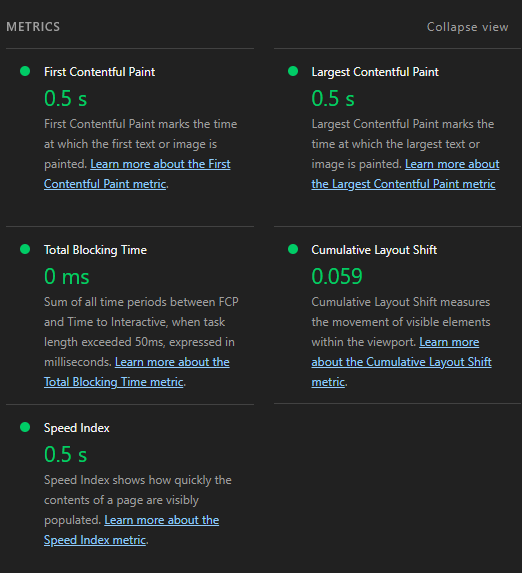 METRICS
Collapse view
First Contentful Paint
0.5 s
First Contentful Paint marks the time
at which the first text or image is
painted. Learn more about the First
Contentful Paint metric.
Largest Contentful Paint
0.5 s
Largest Contentful Paint marks the
time at which the largest text or
image is painted. Learn more about
the Largest Contentful Paint metric
Total Blocking Time
0 ms
Sum of all time periods between FCP
and Time to Interactive, when task
length exceeded 50ms, expressed in
milliseconds. Learn more about the
Total Blocking Time metric.
Cumulative Layout Shift
0.059
Cumulative Layout Shift measures
the movement of visible elements
within the viewport. Learn more
about the Cumulative Layout Shift
metric.
Speed Index
0.5 s
Speed Index shows how quickly the
contents of a page are visibly
populated. Learn more about the
Speed Index metric.